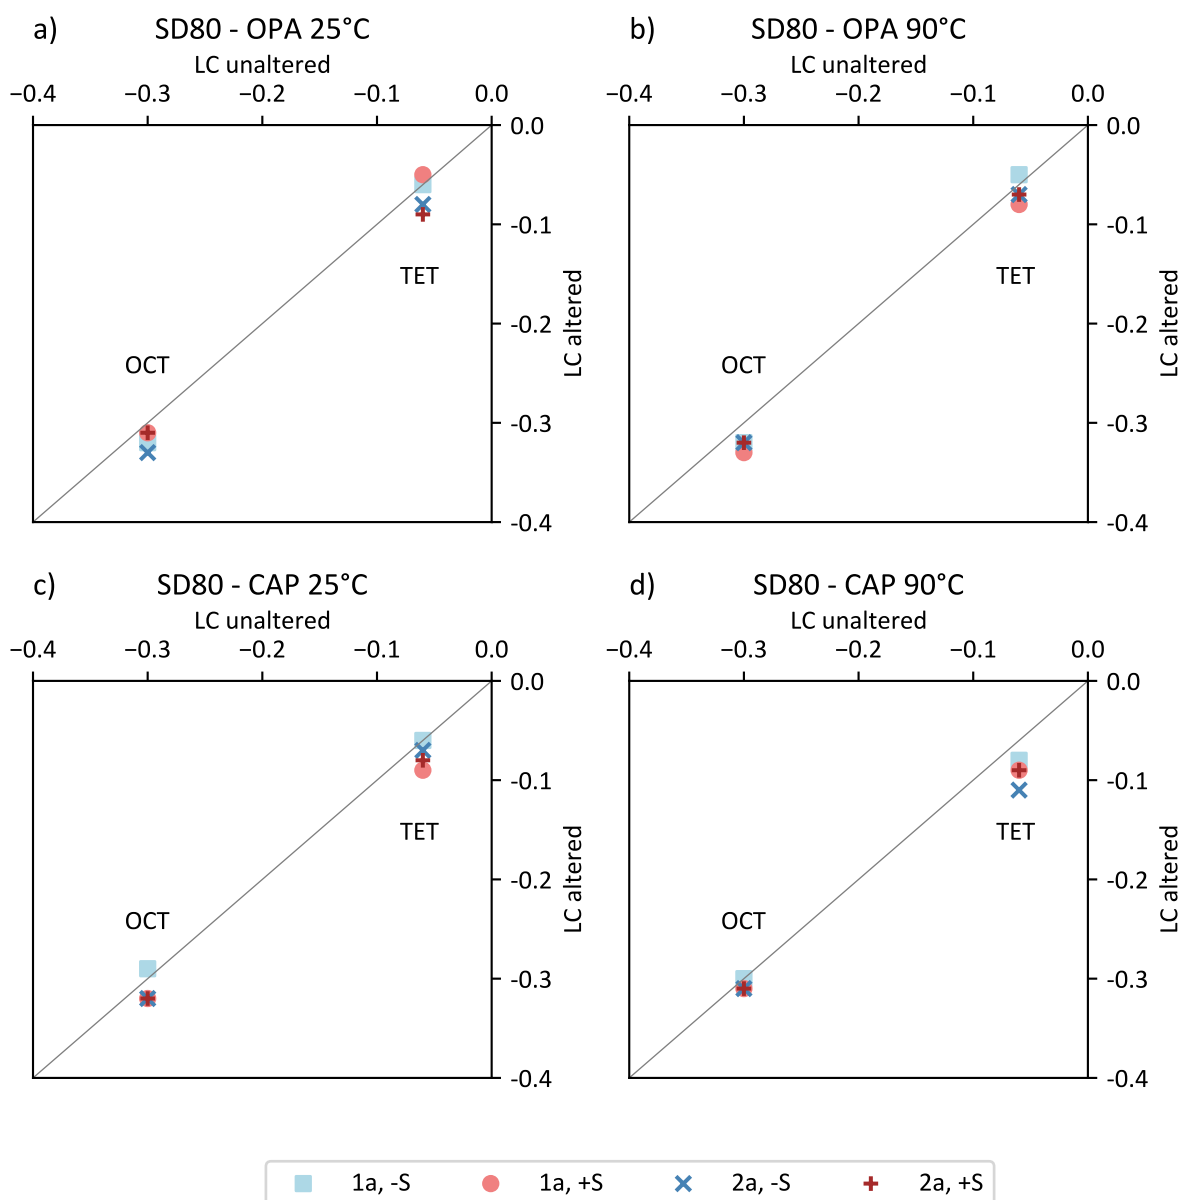 a) SD80 - OPA 25°C
LC unaltered
−0.4 −0.3 −0.2 −0.1 0.0
0.0
-0.1
-0.2
-0.3
-0.4
LC altered
TET
OCT
b) SD80 - OPA 90°C
LC unaltered
−0.4 −0.3 −0.2 −0.1 0.0
0.0
-0.1
-0.2
-0.3
-0.4
LC altered
TET
OCT
c) SD80 - CAP 25°C
LC unaltered
−0.4 −0.3 −0.2 −0.1 0.0
0.0
-0.1
-0.2
-0.3
-0.4
LC altered
TET
OCT
d) SD80 - CAP 90°C
LC unaltered
−0.4 −0.3 −0.2 −0.1 0.0
0.0
-0.1
-0.2
-0.3
-0.4
LC altered
TET
OCT
1a, -S 1a, +S 2a, -S 2a, +S